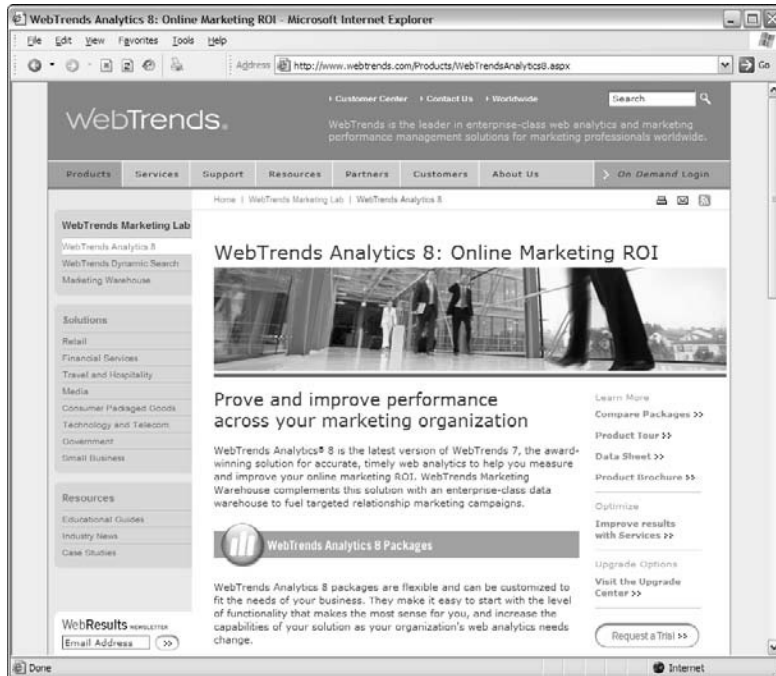 WebTrends Analytics 8: Online Marketing ROI - Microsoft Internet Explorer
File Edit View Favorites Tools Help
Address http://www.webtrends.com/Products/WebTrendsAnalytics8.aspx Go
Customer Center Contact Us Worldwide Search
WebTrends®
WebTrends is the leader in enterprise-class web analytics and marketing
performance management solutions for marketing professionals worldwide.
Products Services Support Resources Partners Customers About Us On Demand Login
Home | WebTrends Marketing Lab | WebTrends Analytics 8
WebTrends Marketing Lab
WebTrends Analytics 8
WebTrends Dynamic Search
Marketing Warehouse
Solutions
Retail
Financial Services
Travel and Hospitality
Media
Consumer Packaged Goods
Technology and Telecom
Government
Small Business
Resources
Educational Guides
Industry News
Case Studies
WebResults NEWSLETTER
Email Address >>
WebTrends Analytics 8: Online Marketing ROI
Prove and improve performance
across your marketing organization
WebTrends Analytics® 8 is the latest version of WebTrends 7, the award-
winning solution for accurate, timely web analytics to help you measure
and improve your online marketing ROI. WebTrends Marketing
Warehouse complements this solution with an enterprise-class data
warehouse to fuel targeted relationship marketing campaigns.
WebTrends Analytics 8 Packages
WebTrends Analytics 8 packages are flexible and can be customized to
fit the needs of your business. They make it easy to start with the level
of functionality that makes the most sense for you, and increase the
capabilities of your solution as your organization's web analytics needs
change.
Learn More
Compare Packages >>
Product Tour >>
Data Sheet >>
Product Brochure >>
Optimize
Improve results
with Services >>
Upgrade Options
Visit the Upgrade
Center >>
Request a Trial >>
Done Internet